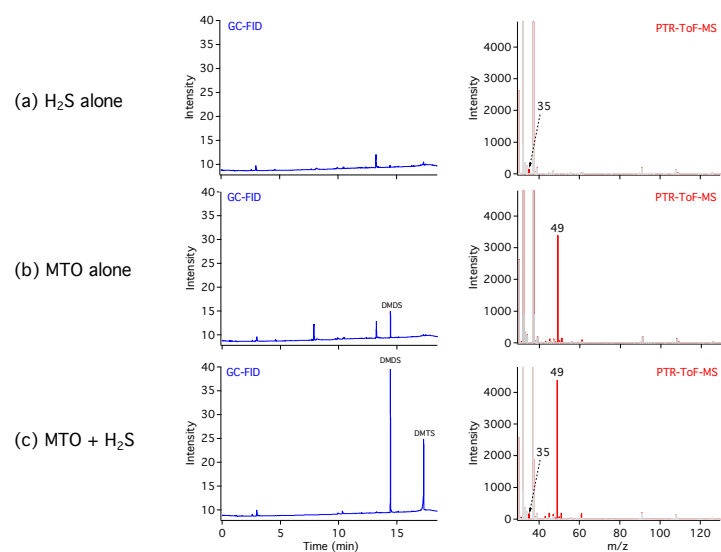 (a) H₂S alone
GC-FID
Intensity
40
35
30
25
20
15
10
PTR-ToF-MS
Intensity
4000
3000
2000
1000
0
35
(b) MTO alone
GC-FID
Intensity
40
35
30
25
20
15
10
DMDS
PTR-ToF-MS
Intensity
4000
3000
2000
1000
0
49
(c) MTO + H₂S
GC-FID
Intensity
40
35
30
25
20
15
10
DMDS
DMTS
0 5 10 15
Time (min)
PTR-ToF-MS
Intensity
4000
3000
2000
1000
0
49
35
40 60 80 100 120
m/z